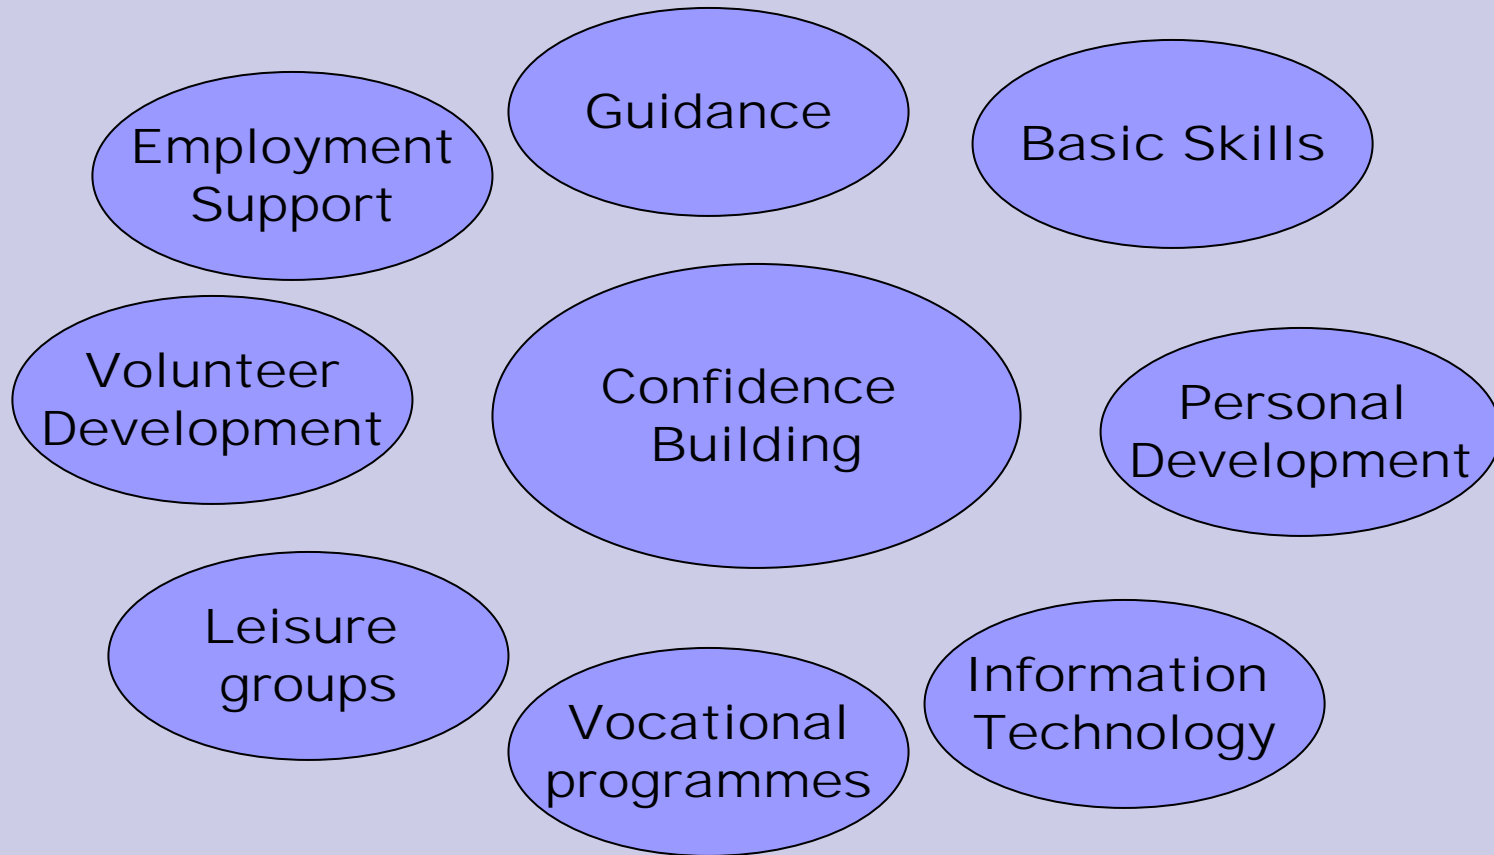 Guidance
Basic Skills
Employment
Support
Volunteer
Development
Confidence
Building
Personal
Development
Leisure
groups
Information
Technology
Vocational
programmes